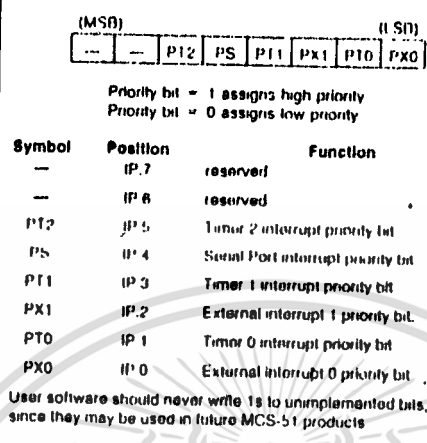 (MSB) (LSB)
— — PT2 PS PT1 PX1 PT0 PX0
Priority bit = 1 assigns high priority
Priority bit = 0 assigns low priority
Symbol Position Function
— IP.7 reserved
— IP.6 reserved
PT2 IP.5 Timer 2 interrupt priority bit
PS IP.4 Serial Port interrupt priority bit
PT1 IP.3 Timer 1 interrupt priority bit
PX1 IP.2 External interrupt 1 priority bit.
PT0 IP.1 Timer 0 interrupt priority bit
PX0 IP.0 External interrupt 0 priority bit.
User software should never write 1s to unimplemented bits,
since they may be used in future MCS-51 products